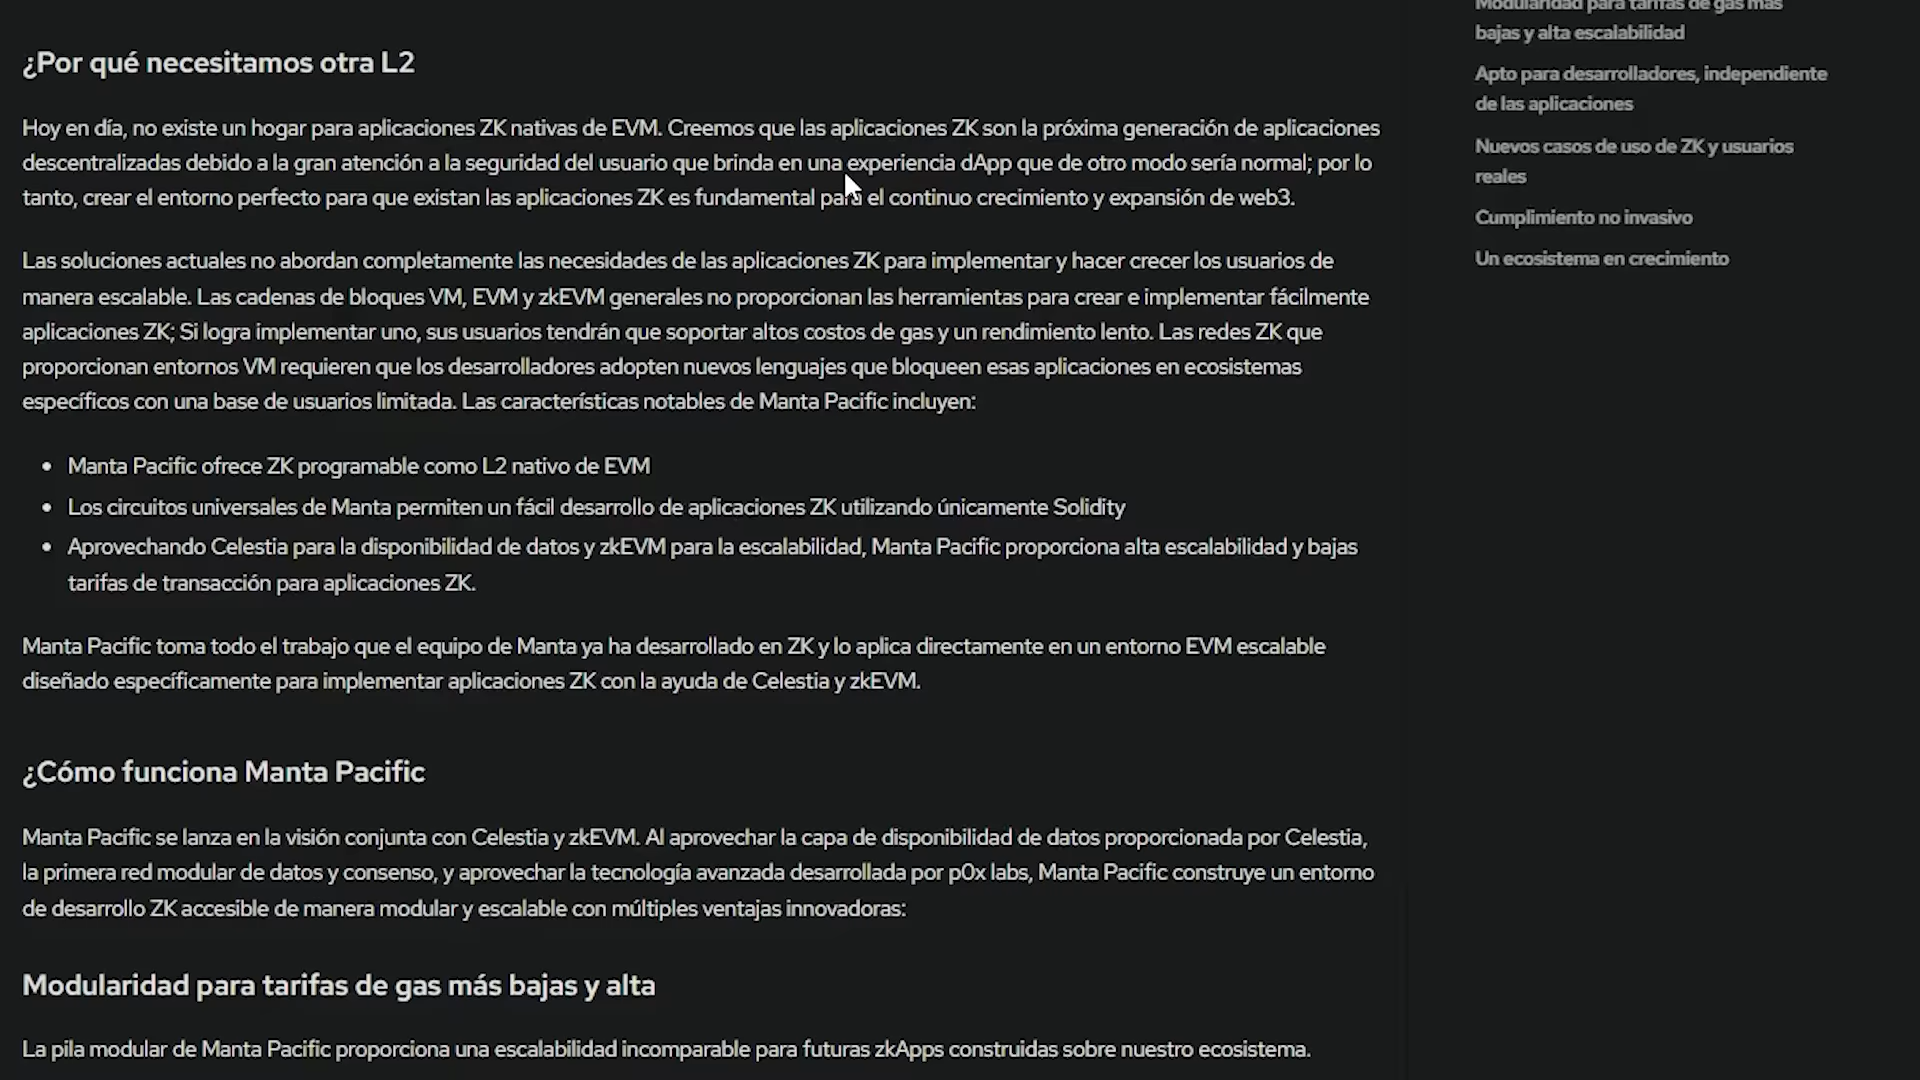 ¿Por qué necesitamos otra L2
Hoy en día, no existe un hogar para aplicaciones ZK nativas de EVM. Creemos que las aplicaciones ZK son la próxima generación de aplicaciones
descentralizadas debido a la gran atención a la seguridad del usuario que brinda en una experiencia dApp que de otro modo sería normal; por lo
tanto, crear el entorno perfecto para que existan las aplicaciones ZK es fundamental para el continuo crecimiento y expansión de web3.
Las soluciones actuales no abordan completamente las necesidades de las aplicaciones ZK para implementar y hacer crecer los usuarios de
manera escalable. Las cadenas de bloques VM, EVM y zkEVM generales no proporcionan las herramientas para crear e implementar fácilmente
aplicaciones ZK; Si logra implementar uno, sus usuarios tendrán que soportar altos costos de gas y un rendimiento lento. Las redes ZK que
proporcionan entornos VM requieren que los desarrolladores adopten nuevos lenguajes que bloqueen esas aplicaciones en ecosistemas
específicos con una base de usuarios limitada. Las características notables de Manta Pacific incluyen:
• Manta Pacific ofrece ZK programable como L2 nativo de EVM
• Los circuitos universales de Manta permiten un fácil desarrollo de aplicaciones ZK utilizando únicamente Solidity
• Aprovechando Celestia para la disponibilidad de datos y zkEVM para la escalabilidad, Manta Pacific proporciona alta escalabilidad y bajas
tarifas de transacción para aplicaciones ZK.
Manta Pacific toma todo el trabajo que el equipo de Manta ya ha desarrollado en ZK y lo aplica directamente en un entorno EVM escalable
diseñado específicamente para implementar aplicaciones ZK con la ayuda de Celestia y zkEVM.
¿Cómo funciona Manta Pacific
Manta Pacific se lanza en la visión conjunta con Celestia y zkEVM. Al aprovechar la capa de disponibilidad de datos proporcionada por Celestia,
la primera red modular de datos y consenso, y aprovechar la tecnología avanzada desarrollada por p0x labs, Manta Pacific construye un entorno
de desarrollo ZK accesible de manera modular y escalable con múltiples ventajas innovadoras:
Modularidad para tarifas de gas más bajas y alta
La pila modular de Manta Pacific proporciona una escalabilidad incomparable para futuras zkApps construidas sobre nuestro ecosistema.
Modularidad para tarifas de gas más
bajas y alta escalabilidad
Apto para desarrolladores, independiente
de las aplicaciones
Nuevos casos de uso de ZK y usuarios
reales
Cumplimiento no invasivo
Un ecosistema en crecimiento